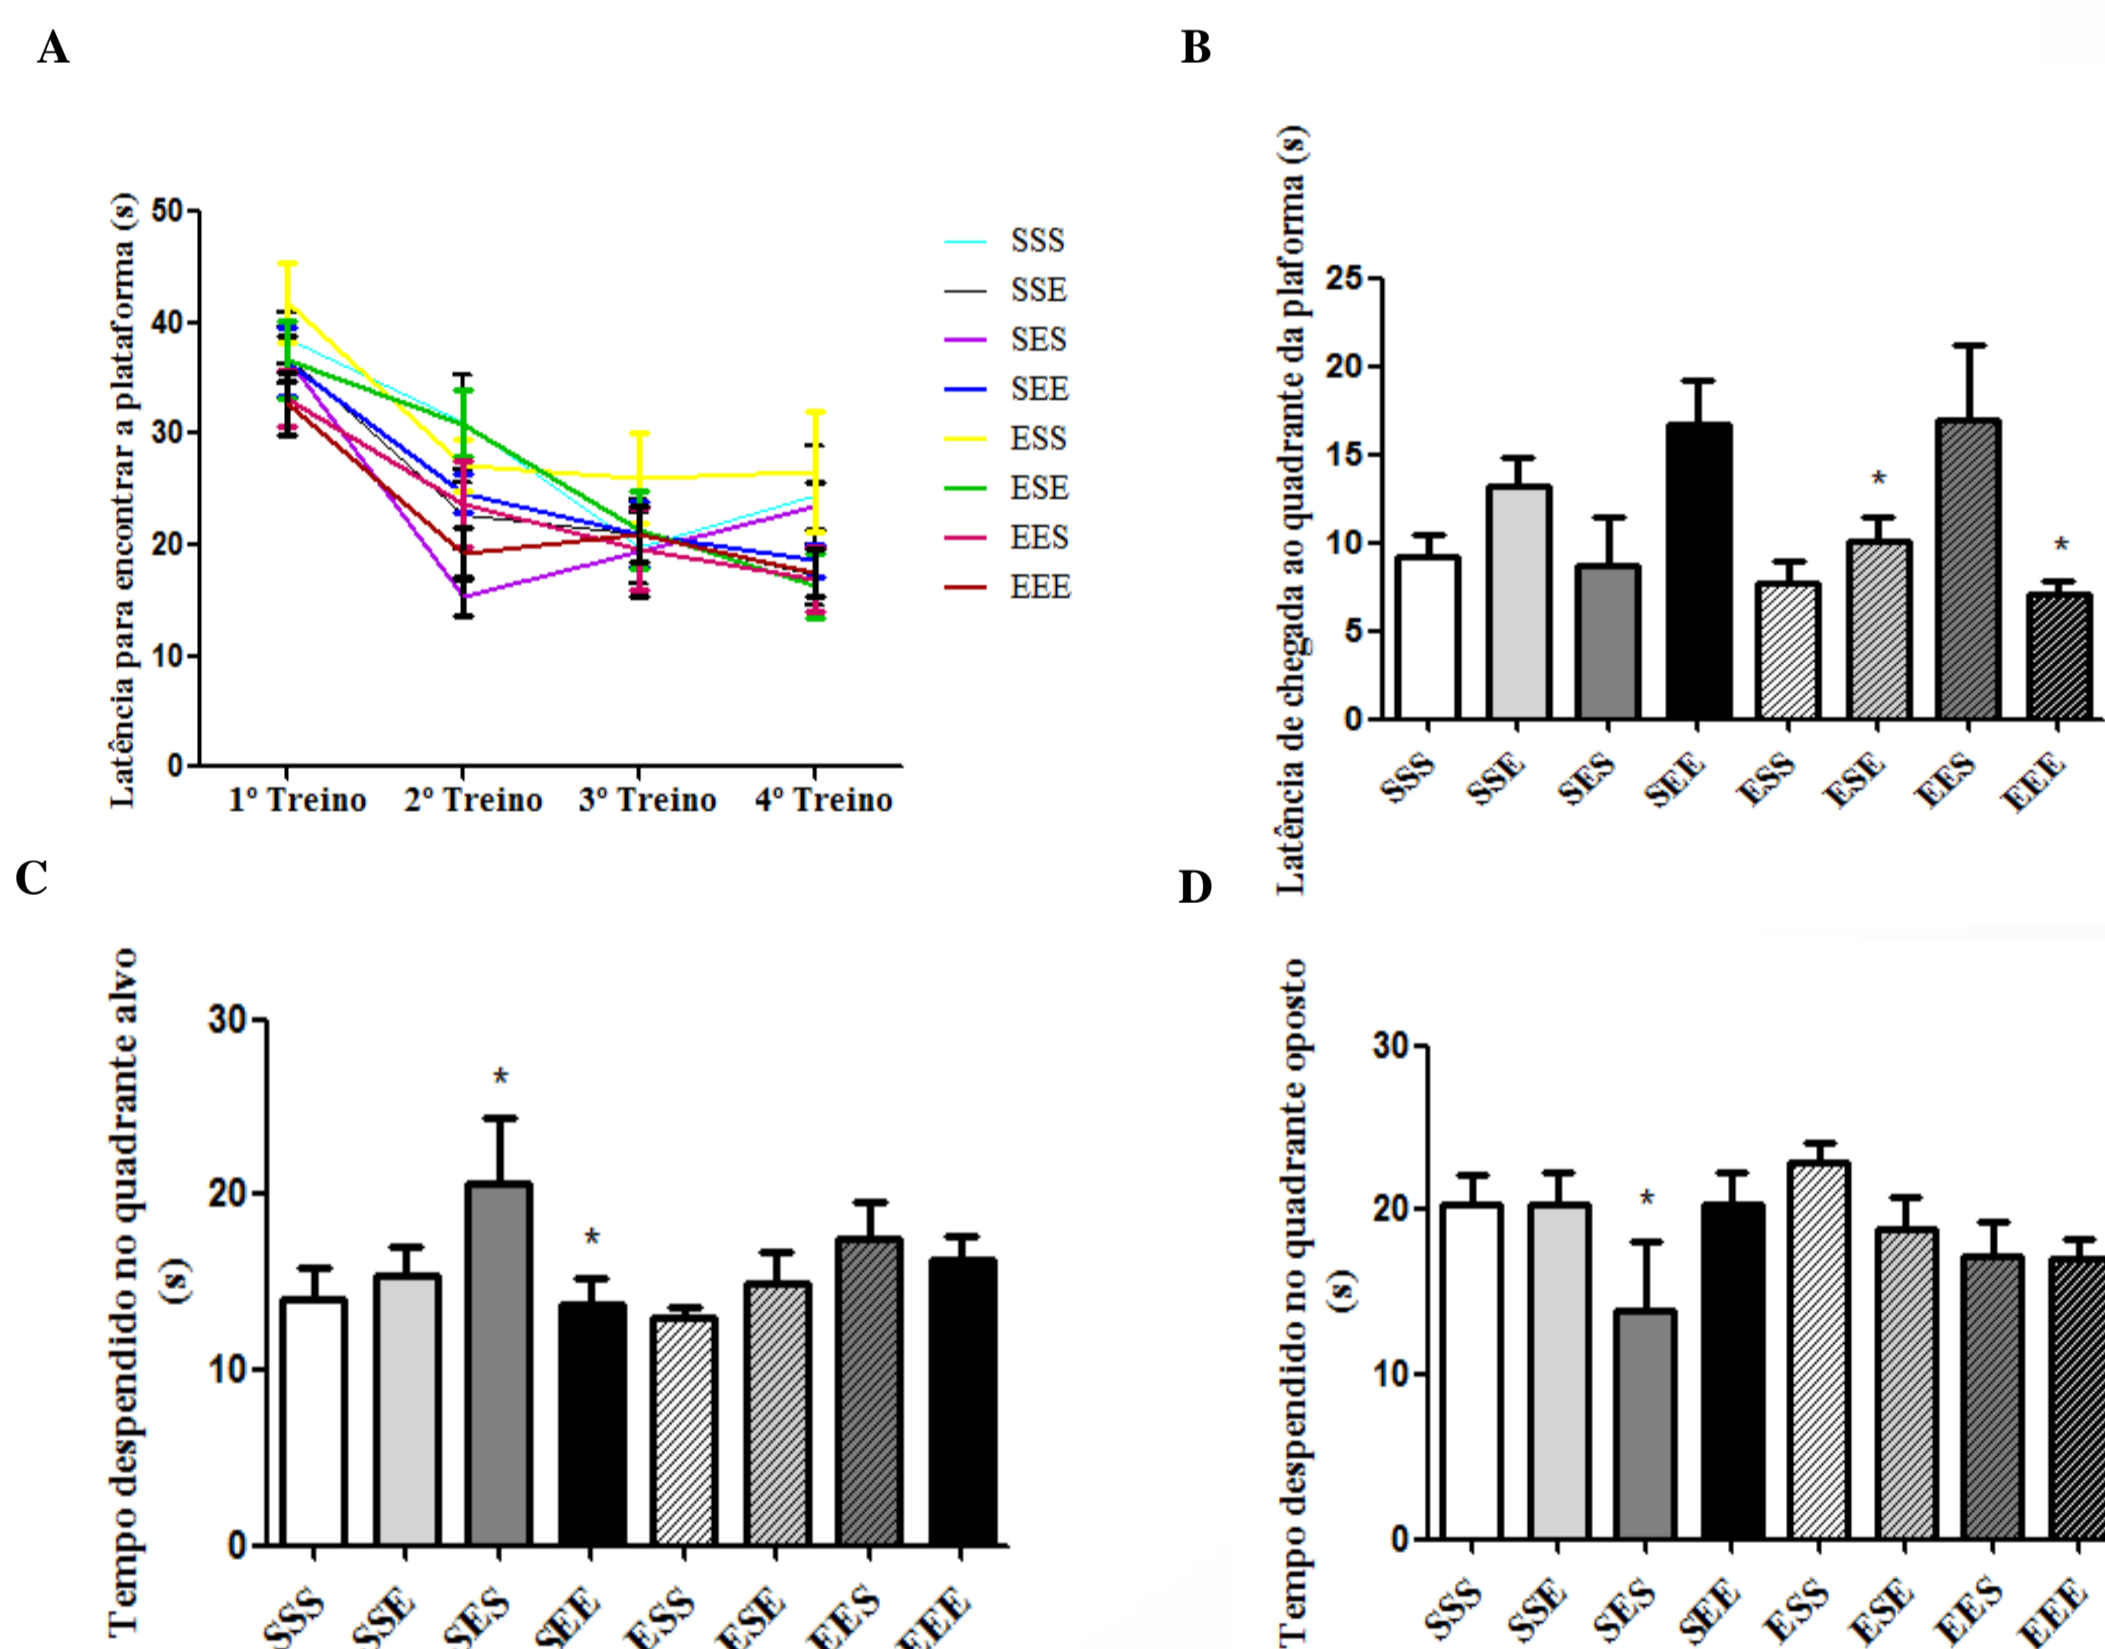 A
Latência para encontrar a plataforma (s)
50
40
30
20
10
0
1º Treino 2º Treino 3º Treino 4º Treino
SSS
SSE
SES
SEE
ESS
ESE
EES
EEE
B
Latência de chegada ao quadrante da plaforma (s)
25
20
15
10
5
0
*
*
SSS SSE SES SEE ESS ESE EES EEE
C
Tempo despendido no quadrante alvo
(s)
30
20
10
0
*
*
SSS SSE SES SEE ESS ESE EES EEE
D
Tempo despendido no quadrante oposto
(s)
30
20
10
0
*
SSS SSE SES SEE ESS ESE EES EEE